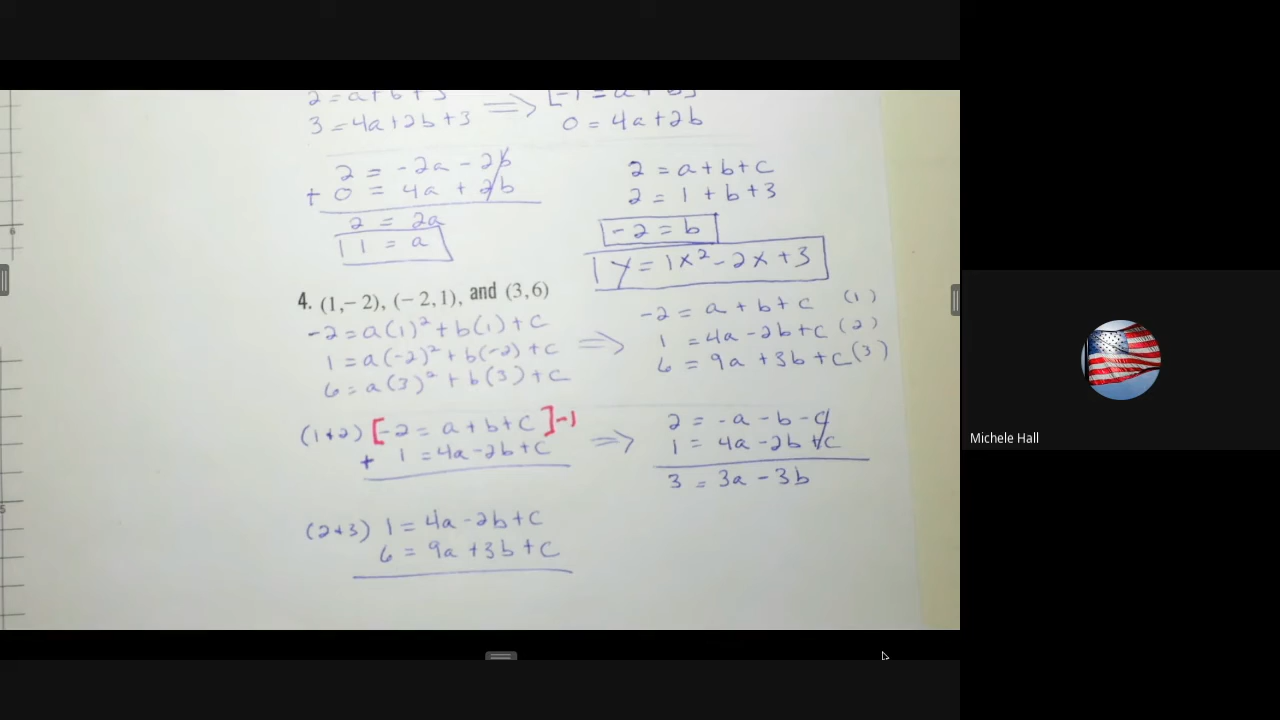 2 = a + b + 3
3 = 4a + 2b + 3 ⟹ 0 = 4a + 2b
2 = -2a - 2b
+ 0 = 4a + 2b
2 = 2a
1 = a
2 = a + b + c
2 = 1 + b + 3
-2 = b
y = 1x² - 2x + 3
4. (1, -2), (-2, 1), and (3, 6)
-2 = a(1)² + b(1) + c
1 = a(-2)² + b(-2) + c ⟹
6 = a(3)² + b(3) + c
-2 = a + b + c (1)
1 = 4a - 2b + c (2)
6 = 9a + 3b + c (3)
(1+2) [-2 = a + b + c] -1
+ 1 = 4a - 2b + c ⟹
2 = -a - b - c
1 = 4a - 2b + c
3 = 3a - 3b
(2+3) 1 = 4a - 2b + c
6 = 9a + 3b + c
Michele Hall